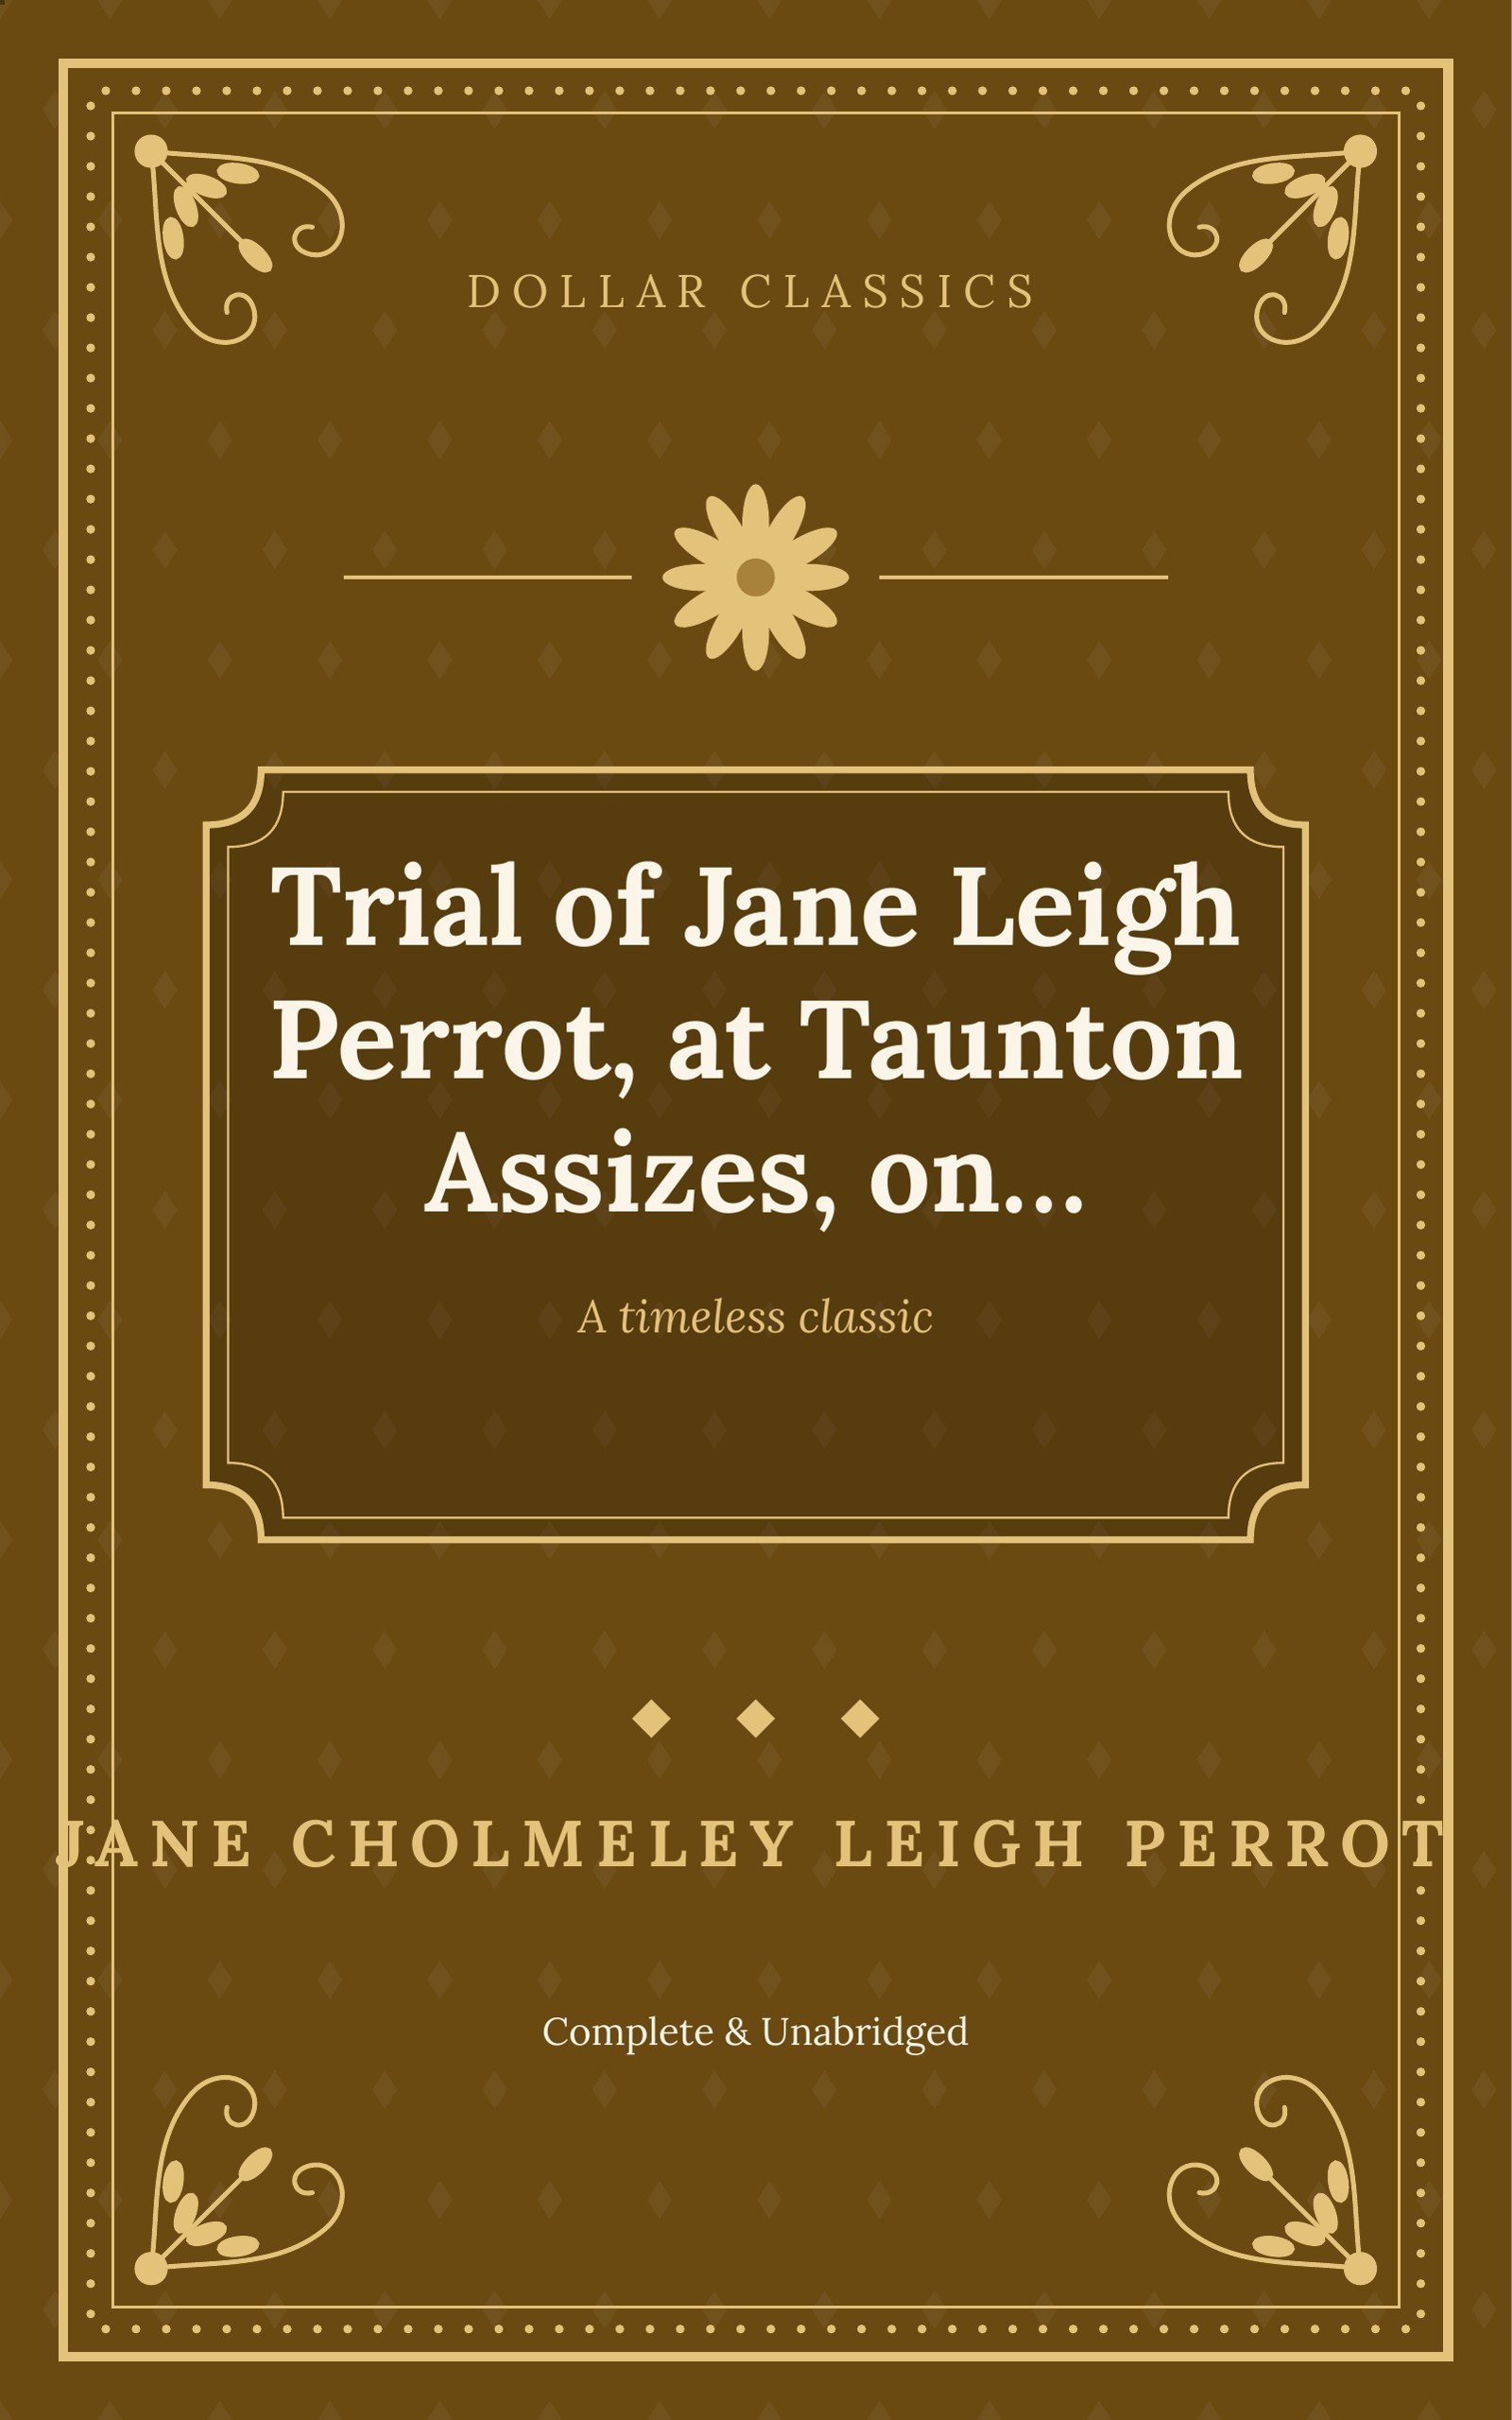 DOLLAR CLASSICS
Trial of Jane Leigh
Perrot, at Taunton
Assizes, on...
A timeless classic
JANE CHOLMELEY LEIGH PERROT
Complete & Unabridged